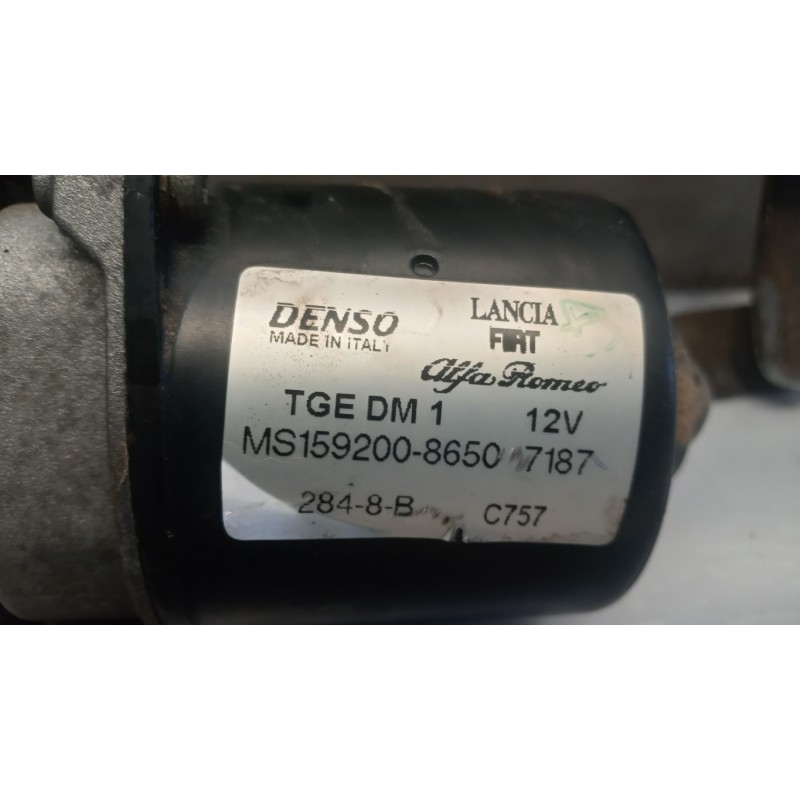 DENSO
MADE IN ITALY
LANCIA
FIAT
Alfa Romeo
TGE DM 1 12V
MS159200-8650 7187
284-8-B C757